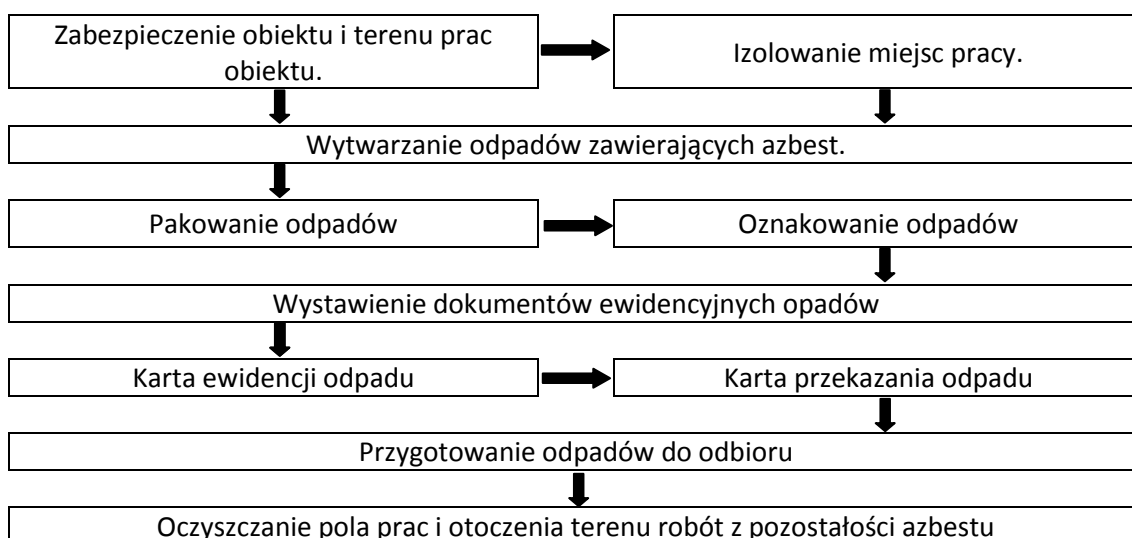 Zabezpieczenie obiektu i terenu prac
obiektu.
Izolowanie miejsc pracy.
Wytwarzanie odpadów zawierających azbest.
Pakowanie odpadów
Oznakowanie odpadów
Wystawienie dokumentów ewidencyjnych opadów
Karta ewidencji odpadu
Karta przekazania odpadu
Przygotowanie odpadów do odbioru
Oczyszczanie pola prac i otoczenia terenu robót z pozostałości azbestu